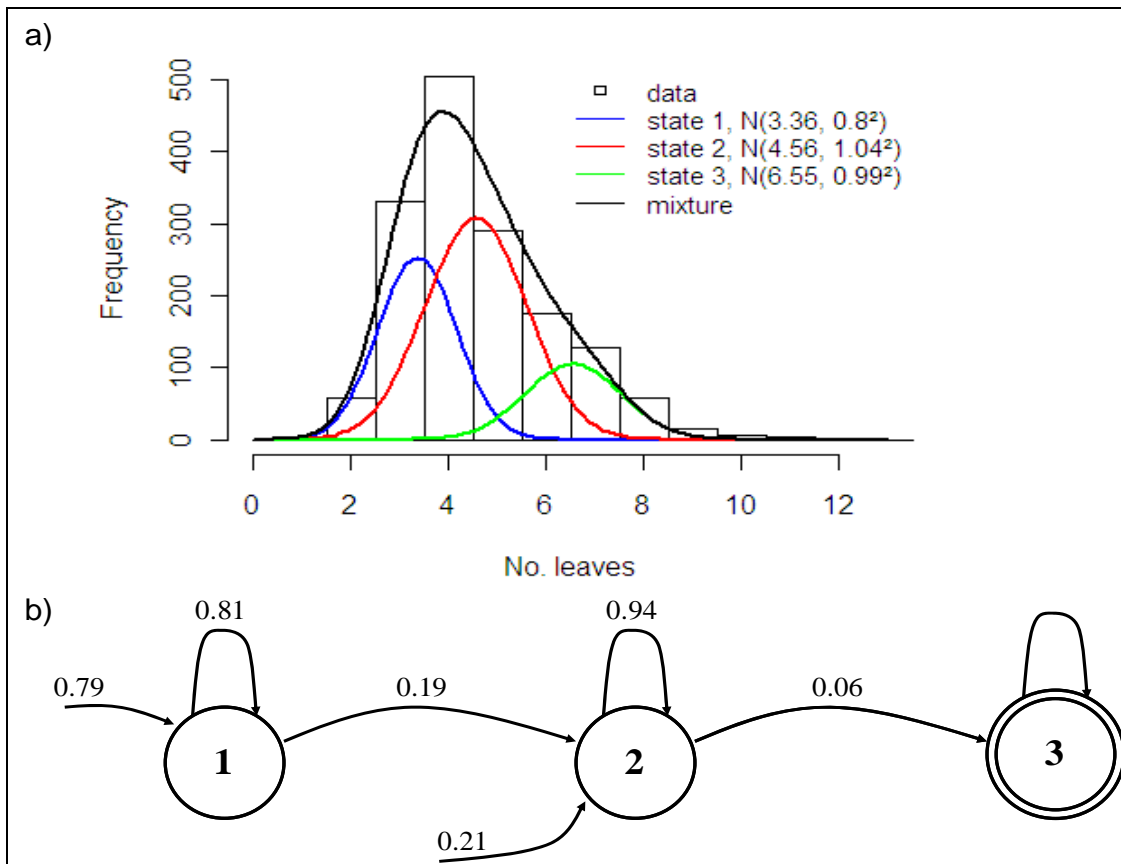 a)
500
400
300
200
100
0
Frequency
data
state 1, N(3.36, 0.8²)
state 2, N(4.56, 1.04²)
state 3, N(6.55, 0.99²)
mixture
0 2 4 6 8 10 12
No. leaves
b)
0.81 0.94
0.79 0.19 0.06
1 2 3
0.21